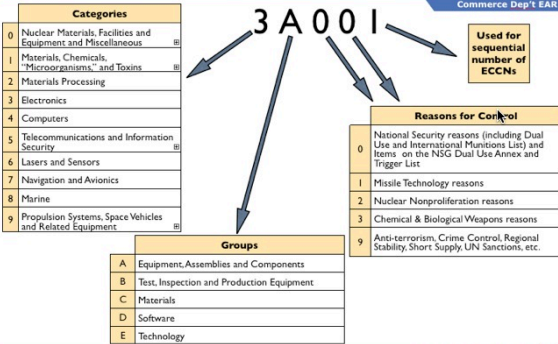 Commerce Dep't EAR
3 A 0 0 1
Used for
sequential
number of
ECCNs
Categories
0 Nuclear Materials, Facilities and
Equipment and Miscellaneous
1 Materials, Chemicals,
"Microorganisms," and Toxins
2 Materials Processing
3 Electronics
4 Computers
5 Telecommunications and Information
Security
6 Lasers and Sensors
7 Navigation and Avionics
8 Marine
9 Propulsion Systems, Space Vehicles
and Related Equipment
Reasons for Control
0 National Security reasons (including Dual
Use and International Munitions List) and
Items on the NSG Dual Use Annex and
Trigger List
1 Missile Technology reasons
2 Nuclear Nonproliferation reasons
3 Chemical & Biological Weapons reasons
9 Anti-terrorism, Crime Control, Regional
Stability, Short Supply, UN Sanctions, etc.
Groups
A Equipment, Assemblies and Components
B Test, Inspection and Production Equipment
C Materials
D Software
E Technology